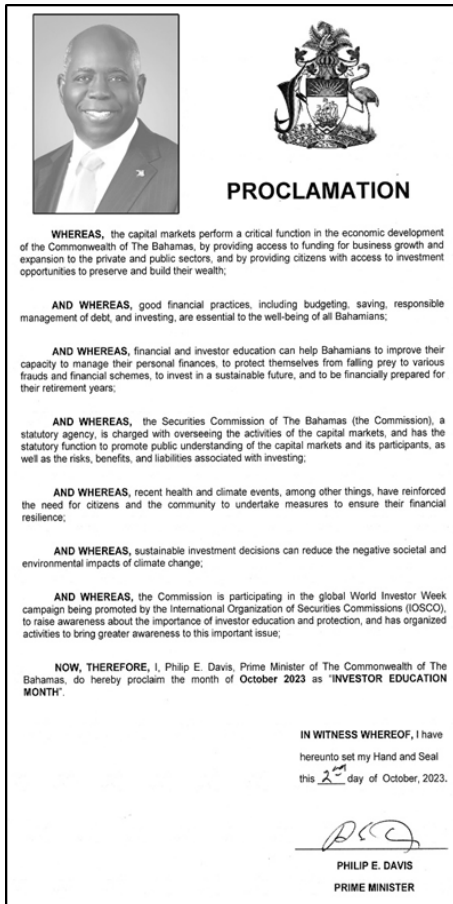 PROCLAMATION
WHEREAS, the capital markets perform a critical function in the economic development
of the Commonwealth of The Bahamas, by providing access to funding for business growth and
expansion to the private and public sectors, and by providing citizens with access to investment
opportunities to preserve and build their wealth;
AND WHEREAS, good financial practices, including budgeting, saving, responsible
management of debt, and investing, are essential to the well-being of all Bahamians;
AND WHEREAS, financial and investor education can help Bahamians to improve their
capacity to manage their personal finances, to protect themselves from falling prey to various
frauds and financial schemes, to invest in a sustainable future, and to be financially prepared for
their retirement years;
AND WHEREAS, the Securities Commission of The Bahamas (the Commission), a
statutory agency, is charged with overseeing the activities of the capital markets, and has the
statutory function to promote public understanding of the capital markets and its participants, as
well as the risks, benefits, and liabilities associated with investing;
AND WHEREAS, recent health and climate events, among other things, have reinforced
the need for citizens and the community to undertake measures to ensure their financial
resilience;
AND WHEREAS, sustainable investment decisions can reduce the negative societal and
environmental impacts of climate change;
AND WHEREAS, the Commission is participating in the global World Investor Week
campaign being promoted by the International Organization of Securities Commissions (IOSCO),
to raise awareness about the importance of investor education and protection, and has organized
activities to bring greater awareness to this important issue;
NOW, THEREFORE, I, Philip E. Davis, Prime Minister of The Commonwealth of The
Bahamas, do hereby proclaim the month of October 2023 as "INVESTOR EDUCATION
MONTH".
IN WITNESS WHEREOF, I have
hereunto set my Hand and Seal
this 2nd day of October, 2023.
PHILIP E. DAVIS
PRIME MINISTER